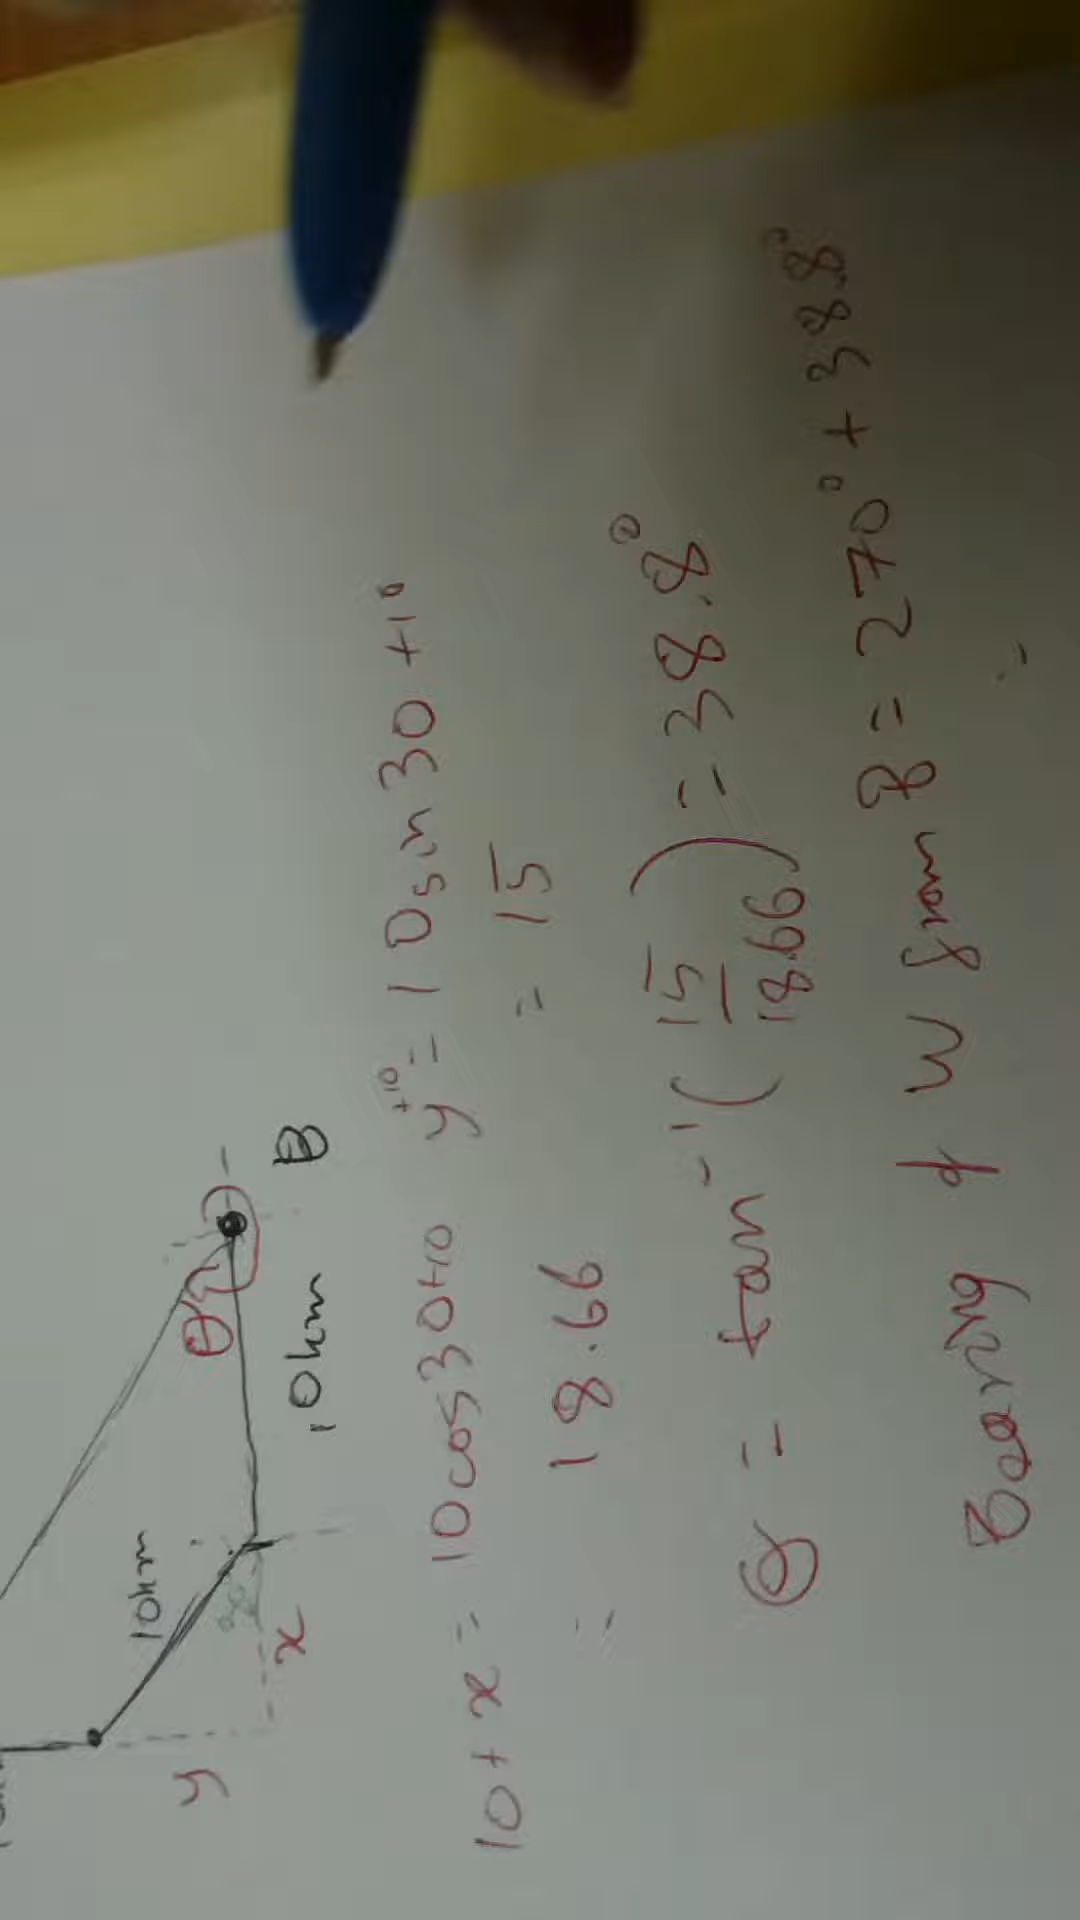 10km
θ
B
y
30°
x
10km
10 + x = 10cos30+10
y+10 = 10sin30 +10
= 18.66
= 15
θ = tan⁻¹ (15/18.66) = 38.8°
Bearing of W from B = 270° + 38.8°
=